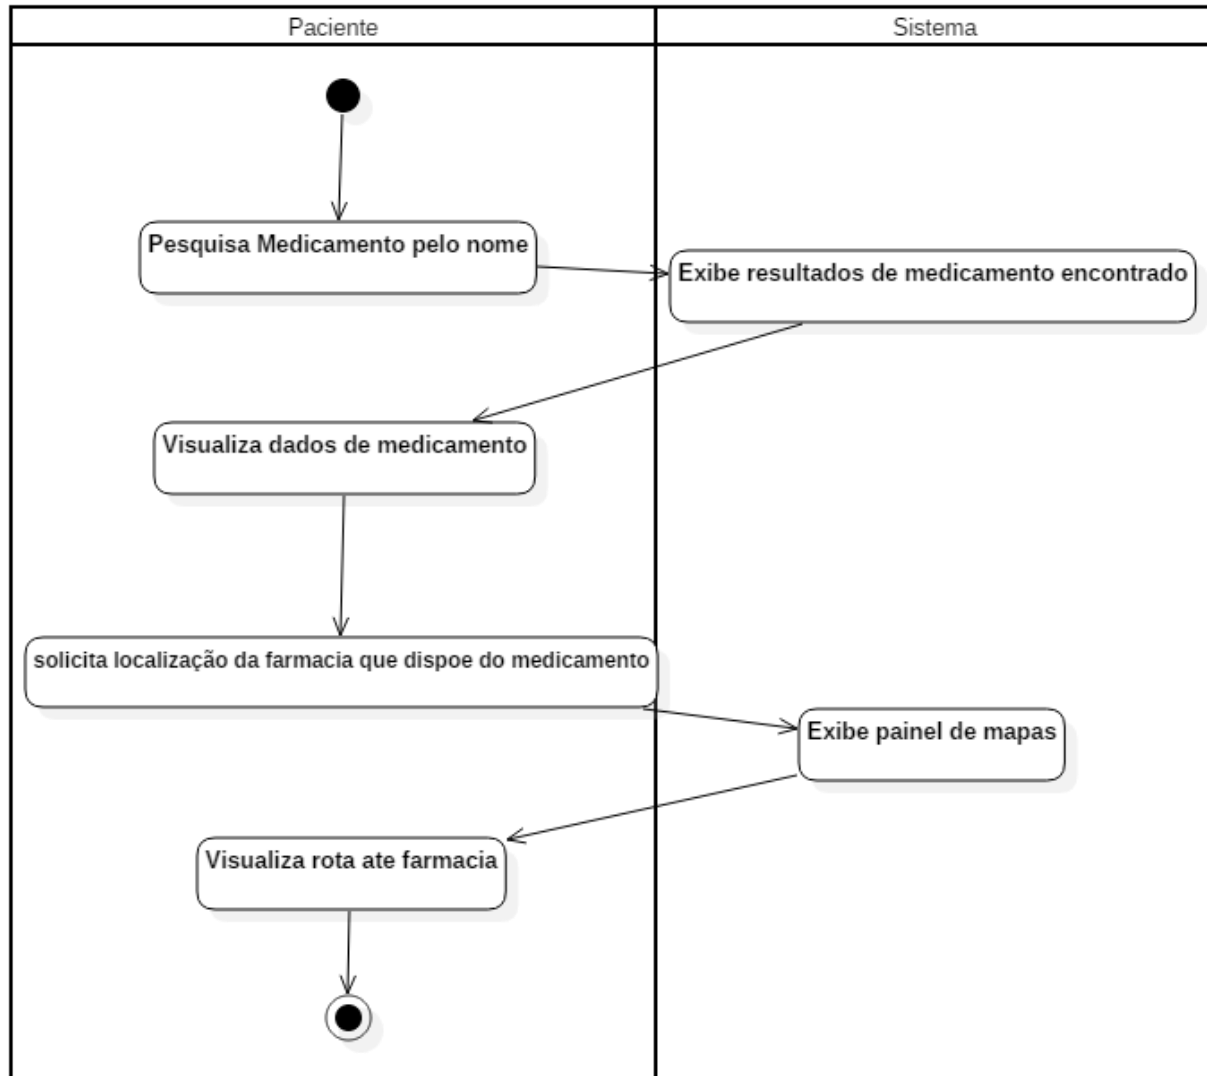 Paciente
Sistema
Pesquisa Medicamento pelo nome
Exibe resultados de medicamento encontrado
Visualiza dados de medicamento
solicita localização da farmacia que dispoe do medicamento
Exibe painel de mapas
Visualiza rota ate farmacia